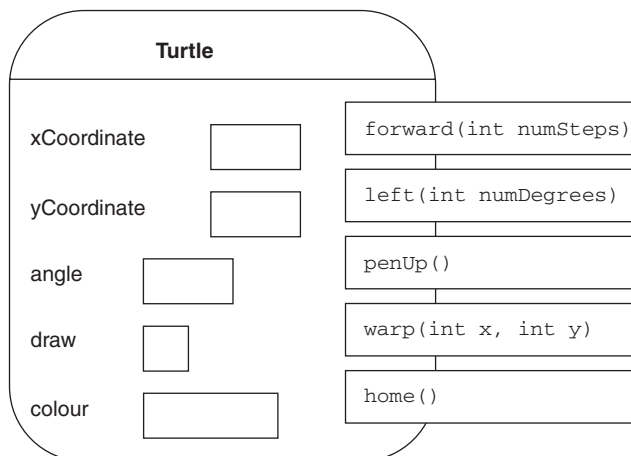 Turtle
xCoordinate
forward(int numSteps)
yCoordinate
left(int numDegrees)
angle
penUp()
draw
warp(int x, int y)
colour
home()